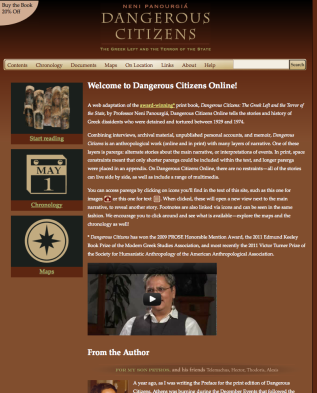 Buy the Book
20% Off
NENI PANOURGIÁ
DANGEROUS
CITIZENS
THE GREEK LEFT AND THE TERROR OF THE STATE
Contents Chronology Documents Maps On Location Links About Help Search
Start reading
MAY
1
Chronology
Maps
Welcome to Dangerous Citizens Online!
A web adaptation of the award-winning* print book, Dangerous Citizens: The Greek Left and the Terror of
the State, by Professor Neni Panourgiá, Dangerous Citizens Online tells the stories and history of
Greek dissidents who were detained and tortured between 1929 and 1974.
Combining interviews, archival material, unpublished personal accounts, and memoir, Dangerous
Citizens is an anthropological work (online and in print) with many layers of narrative. One of these
layers is parerga: alternate stories about the main narrative, or interpretations of events. In print, space
constraints meant that only shorter parerga could be included within the text, and longer parerga
were placed in an appendix. On Dangerous Citizens Online, there are no restraints—all of the stories
can live side by side, as well as include a range of multimedia.
You can access parerga by clicking on icons you'll find in the text of this site, such as this one for
images or this one for text. When clicked, these will open a new view next to the main
narrative, to reveal another story. Footnotes are also linked via icons and can be seen in the same
fashion. We encourage you to click around and see what is available—explore the maps and the
chronology as well!
* Dangerous Citizens has won the 2009 PROSE Honorable Mention Award, the 2011 Edmund Keeley
Book Prize of the Modern Greek Studies Association, and most recently the 2011 Victor Turner Prize of
the Society for Humanistic Anthropology of the American Anthropological Association.
From the Author
FOR MY SON PETROS, and his friends
A year ago, as I was writing the Preface for the print edition of Dangerous
Citizens, Athens was burning during the December Events that followed the